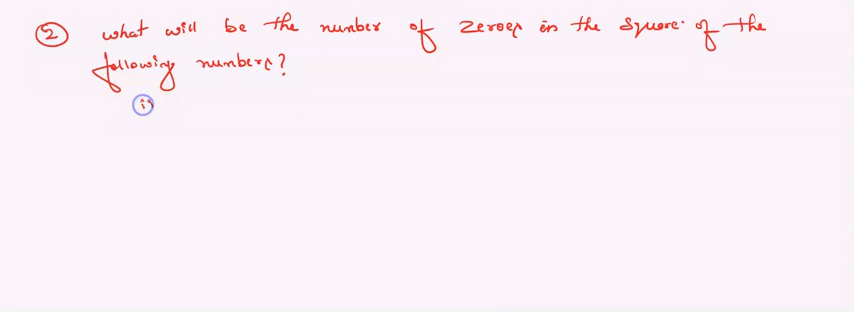 ② what will be the number of zeroes in the square of the
following numbers?